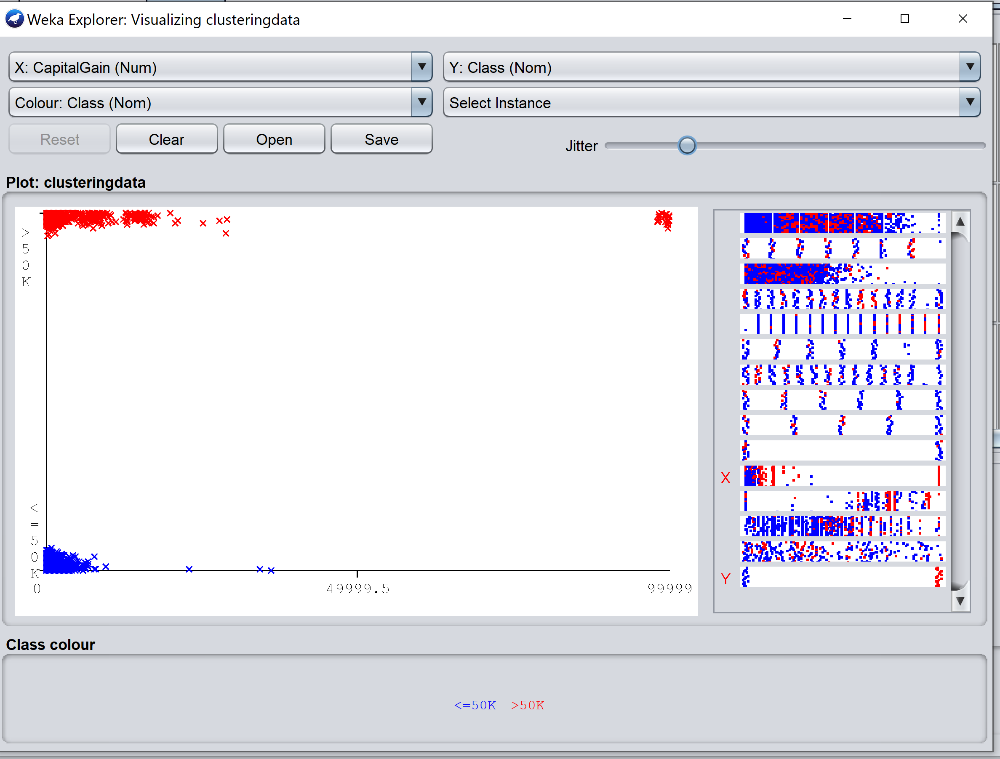 Weka Explorer: Visualizing clusteringdata
X: CapitalGain (Num)
Y: Class (Nom)
Colour: Class (Nom)
Select Instance
Reset
Clear
Open
Save
Jitter
Plot: clusteringdata
>50K
<=50K
0
49999.5
99999
X
Y
Class colour
<=50K >50K